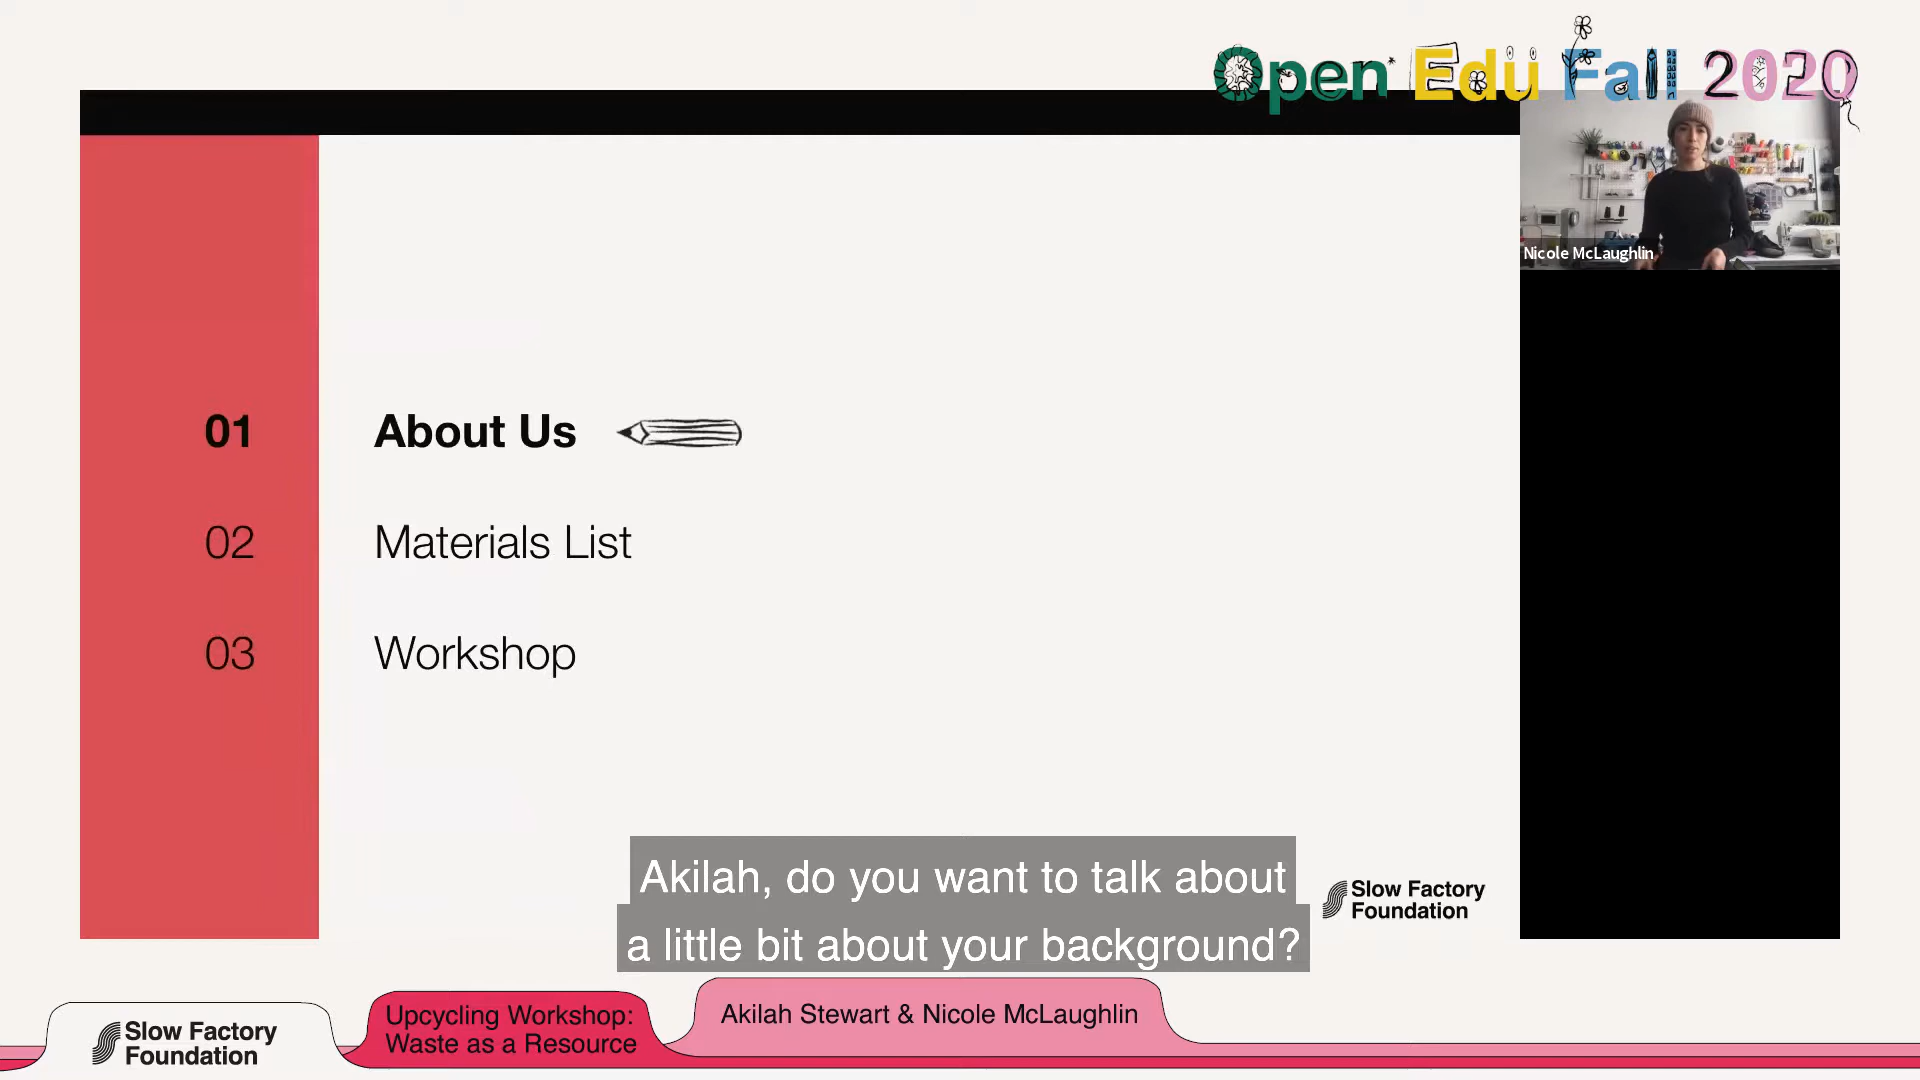 Open Edu Fall 2020
Nicole McLaughlin
01 About Us
02 Materials List
03 Workshop
Akilah, do you want to talk about
a little bit about your background?
Slow Factory
Foundation
Slow Factory
Foundation
Upcycling Workshop:
Waste as a Resource
Akilah Stewart & Nicole McLaughlin